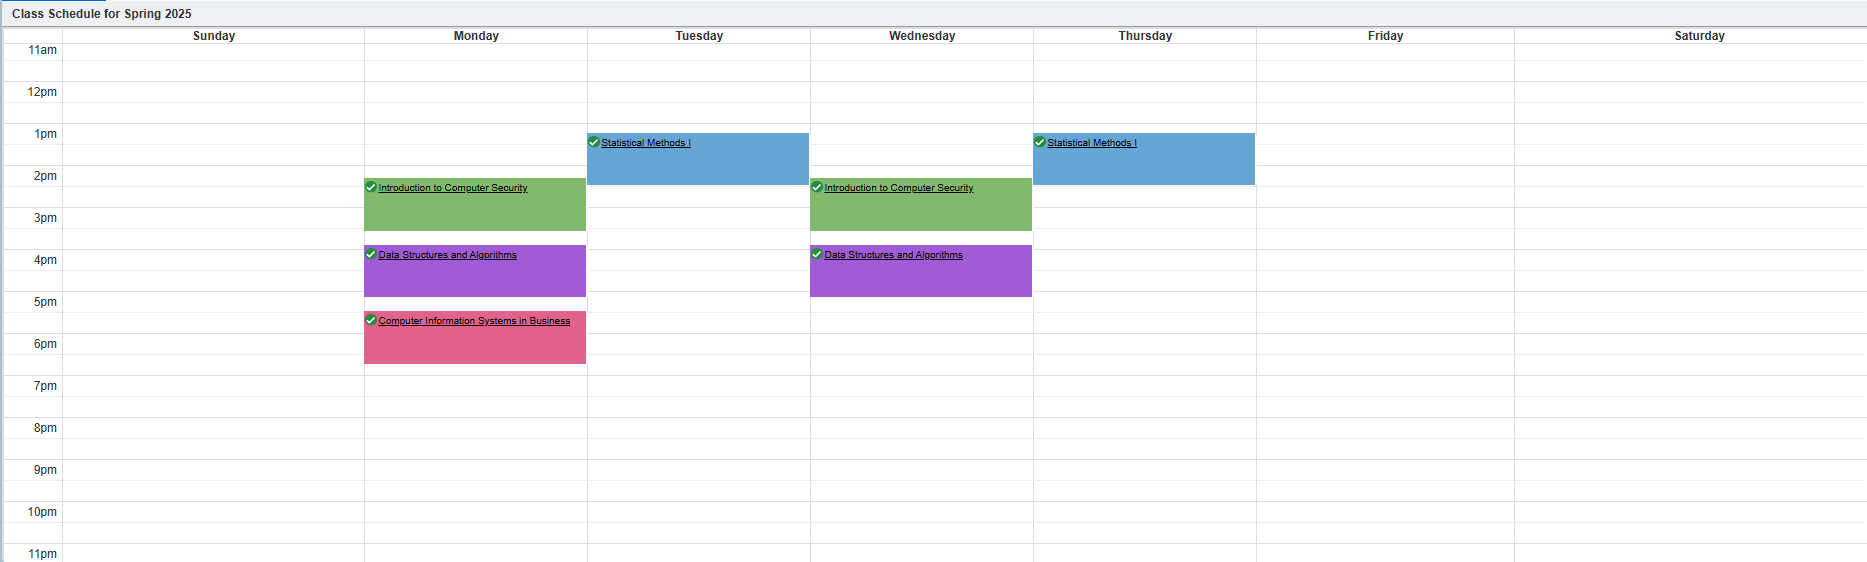 Class Schedule for Spring 2025
Sunday Monday Tuesday Wednesday Thursday Friday Saturday
11am
12pm
1pm
Statistical Methods I Statistical Methods I
2pm
Introduction to Computer Security Introduction to Computer Security
3pm
Data Structures and Algorithms Data Structures and Algorithms
4pm
5pm
Computer Information Systems in Business
6pm
7pm
8pm
9pm
10pm
11pm